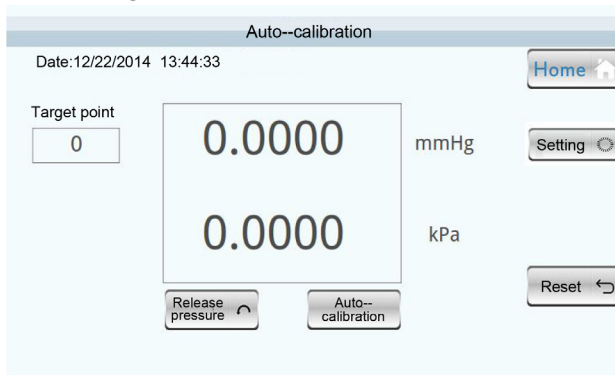 Auto--calibration
Date:12/22/2014 13:44:33
Home
Target point
0
0.0000 mmHg
Setting
0.0000 kPa
Reset
Release
pressure
Auto--
calibration